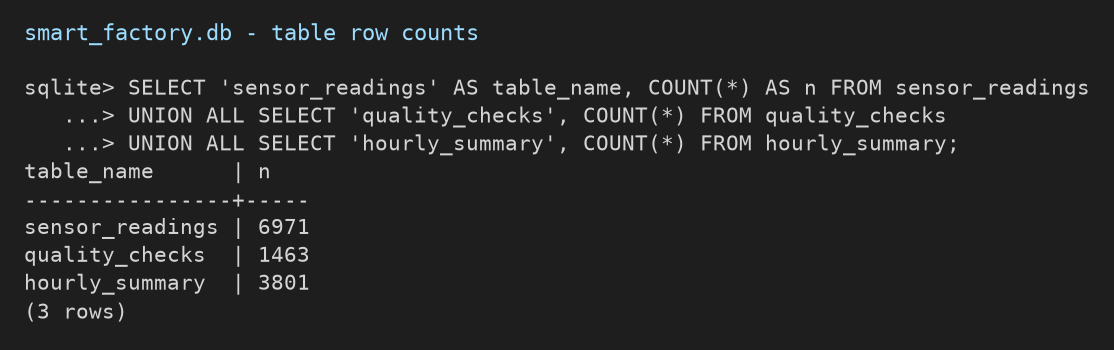 smart_factory.db - table row counts
sqlite> SELECT 'sensor_readings' AS table_name, COUNT(*) AS n FROM sensor_readings
   ...> UNION ALL SELECT 'quality_checks', COUNT(*) FROM quality_checks
   ...> UNION ALL SELECT 'hourly_summary', COUNT(*) FROM hourly_summary;
table_name      | n
----------------+-----
sensor_readings | 6971
quality_checks  | 1463
hourly_summary  | 3801
(3 rows)